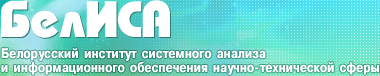 БелИСА
Белорусский институт системного анализа
и информационного обеспечения научно-технической сферы